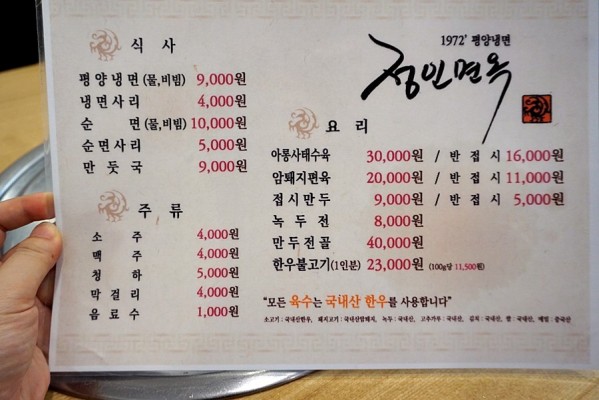 식 사
평양냉면 (물,비빔) 9,000원
냉면사리 4,000원
순 면 (물,비빔) 10,000원
순면사리 5,000원
만 둣 국 9,000원
주 류
소 주 4,000원
맥 주 4,000원
청 하 5,000원
막 걸 리 4,000원
음 료 수 1,000원
1972' 평양냉면
정인면옥
요 리
아롱사태수육 30,000원 / 반 접 시 16,000원
암퇘지편육 20,000원 / 반 접 시 11,000원
접시만두 9,000원 / 반 접 시 5,000원
녹 두 전 8,000원
만두전골 40,000원
한우불고기(1인분) 23,000원 (100g당 11,500원)
“모든 육수는 국내산 한우를 사용합니다”
소고기 : 국내산한우, 돼지고기 : 국내산암퇘지, 녹두 : 국내산, 고추가루 : 국내산, 김치 : 국내산, 쌀 : 국내산, 메밀 : 중국산